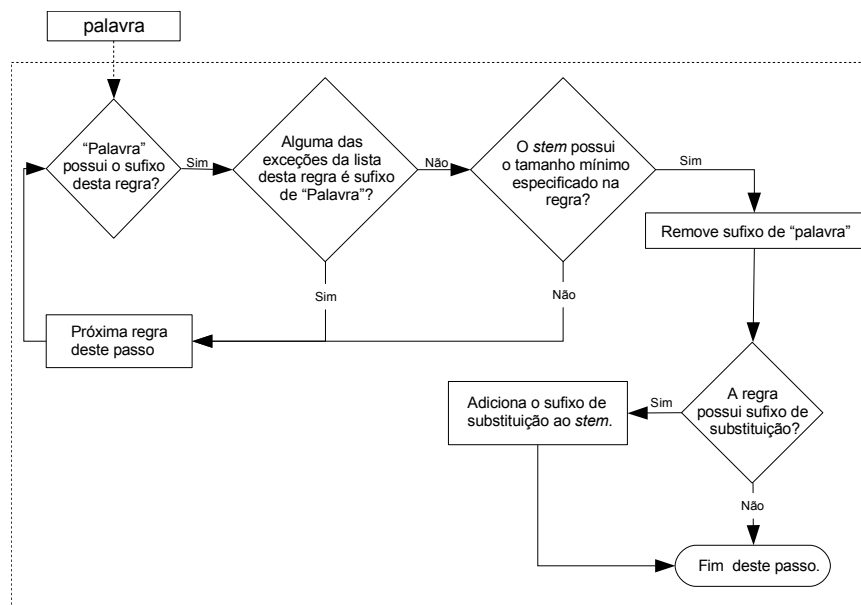 palavra
“Palavra”
possui o sufixo
desta regra?
Sim
Alguma das
exceções da lista
desta regra é sufixo
de “Palavra”?
Não
O stem possui
o tamanho mínimo
especificado na
regra?
Sim
Remove sufixo de “palavra”
Sim
Não
Próxima regra
deste passo
A regra
possui sufixo de
substituição?
Sim
Adiciona o sufixo de
substituição ao stem.
Não
Fim deste passo.